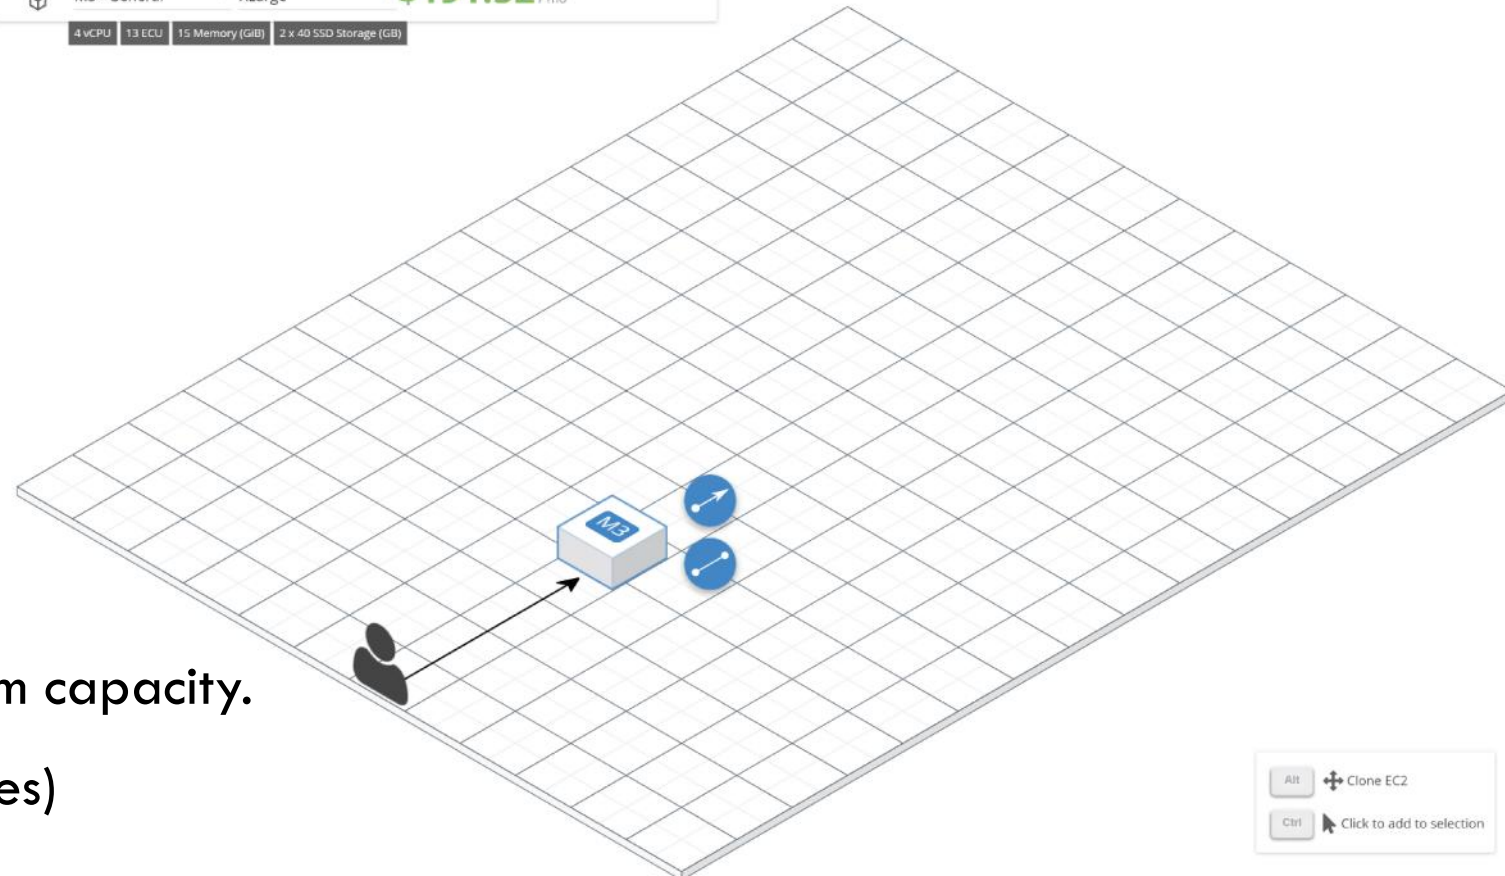 4 vCPU 13 ECU 15 Memory (GiB) 2 x 40 SSD Storage (GB)
M3
m capacity.
es)
Alt Clone EC2
Ctrl Click to add to selection